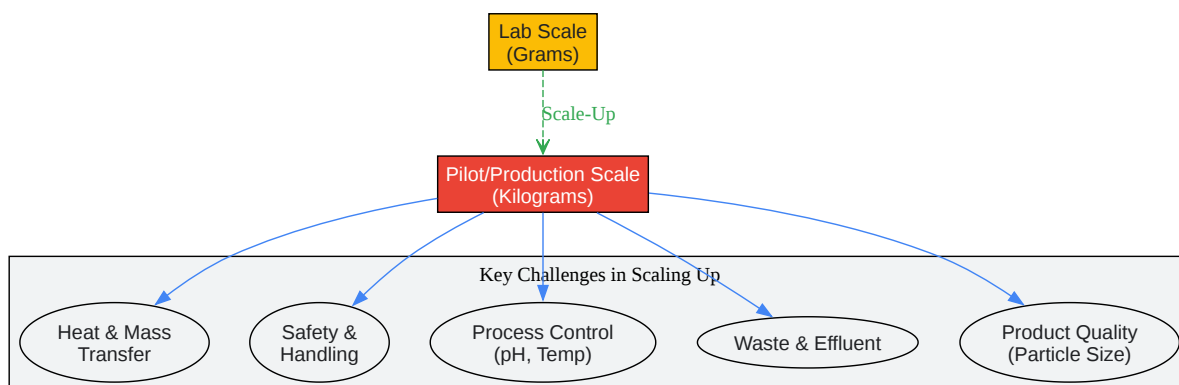 Lab Scale
(Grams)
Scale-Up
Pilot/Production Scale
(Kilograms)
Key Challenges in Scaling Up
Heat & Mass
Transfer
Safety &
Handling
Process Control
(pH, Temp)
Waste & Effluent
Product Quality
(Particle Size)